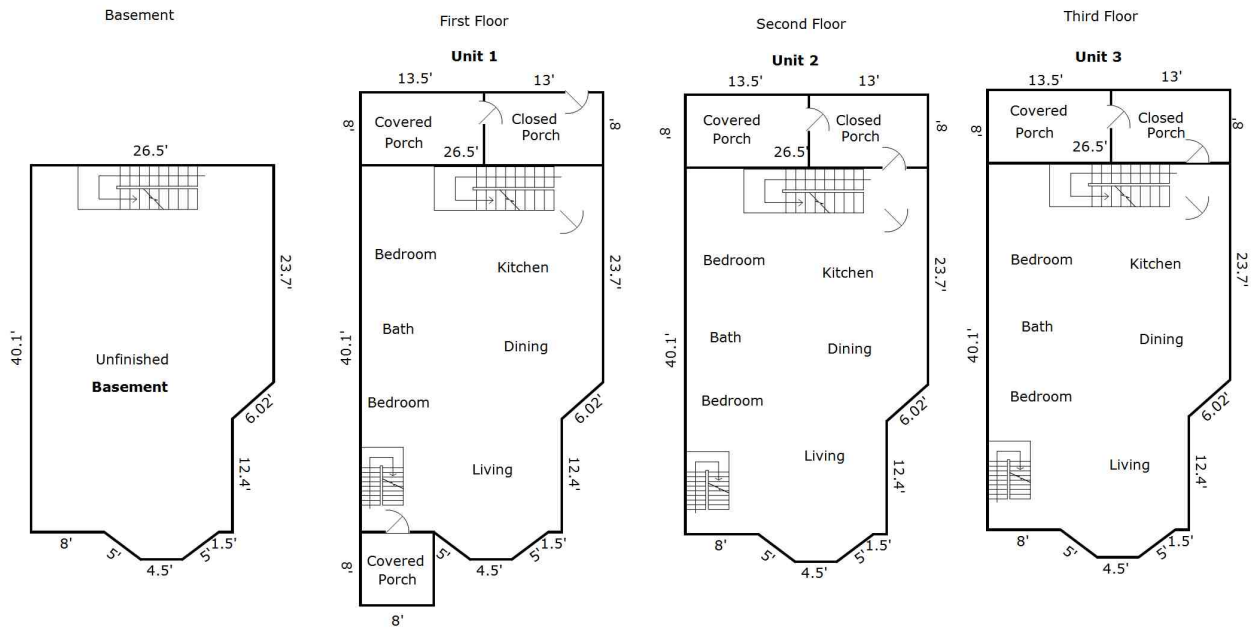 Basement
26.5'
40.1'
23.7'
Unfinished
Basement
6.02'
12.4'
8'
5'
4.5'
5'
1.5'
First Floor
Unit 1
13.5'
13'
8'
Covered
Porch
Closed
Porch
8'
26.5'
Bedroom
Kitchen
23.7'
40.1'
Bath
Dining
Bedroom
6.02'
Living
12.4'
5'
4.5'
5'
1.5'
8'
Covered
Porch
8'
Second Floor
Unit 2
13.5'
13'
8'
Covered
Porch
Closed
Porch
8'
26.5'
Bedroom
Kitchen
23.7'
40.1'
Bath
Dining
Bedroom
6.02'
Living
12.4'
8'
5'
4.5'
5'
1.5'
Third Floor
Unit 3
13.5'
13'
8'
Covered
Porch
Closed
Porch
8'
26.5'
Bedroom
Kitchen
23.7'
40.1'
Bath
Dining
Bedroom
6.02'
Living
12.4'
8'
5'
4.5'
5'
1.5'